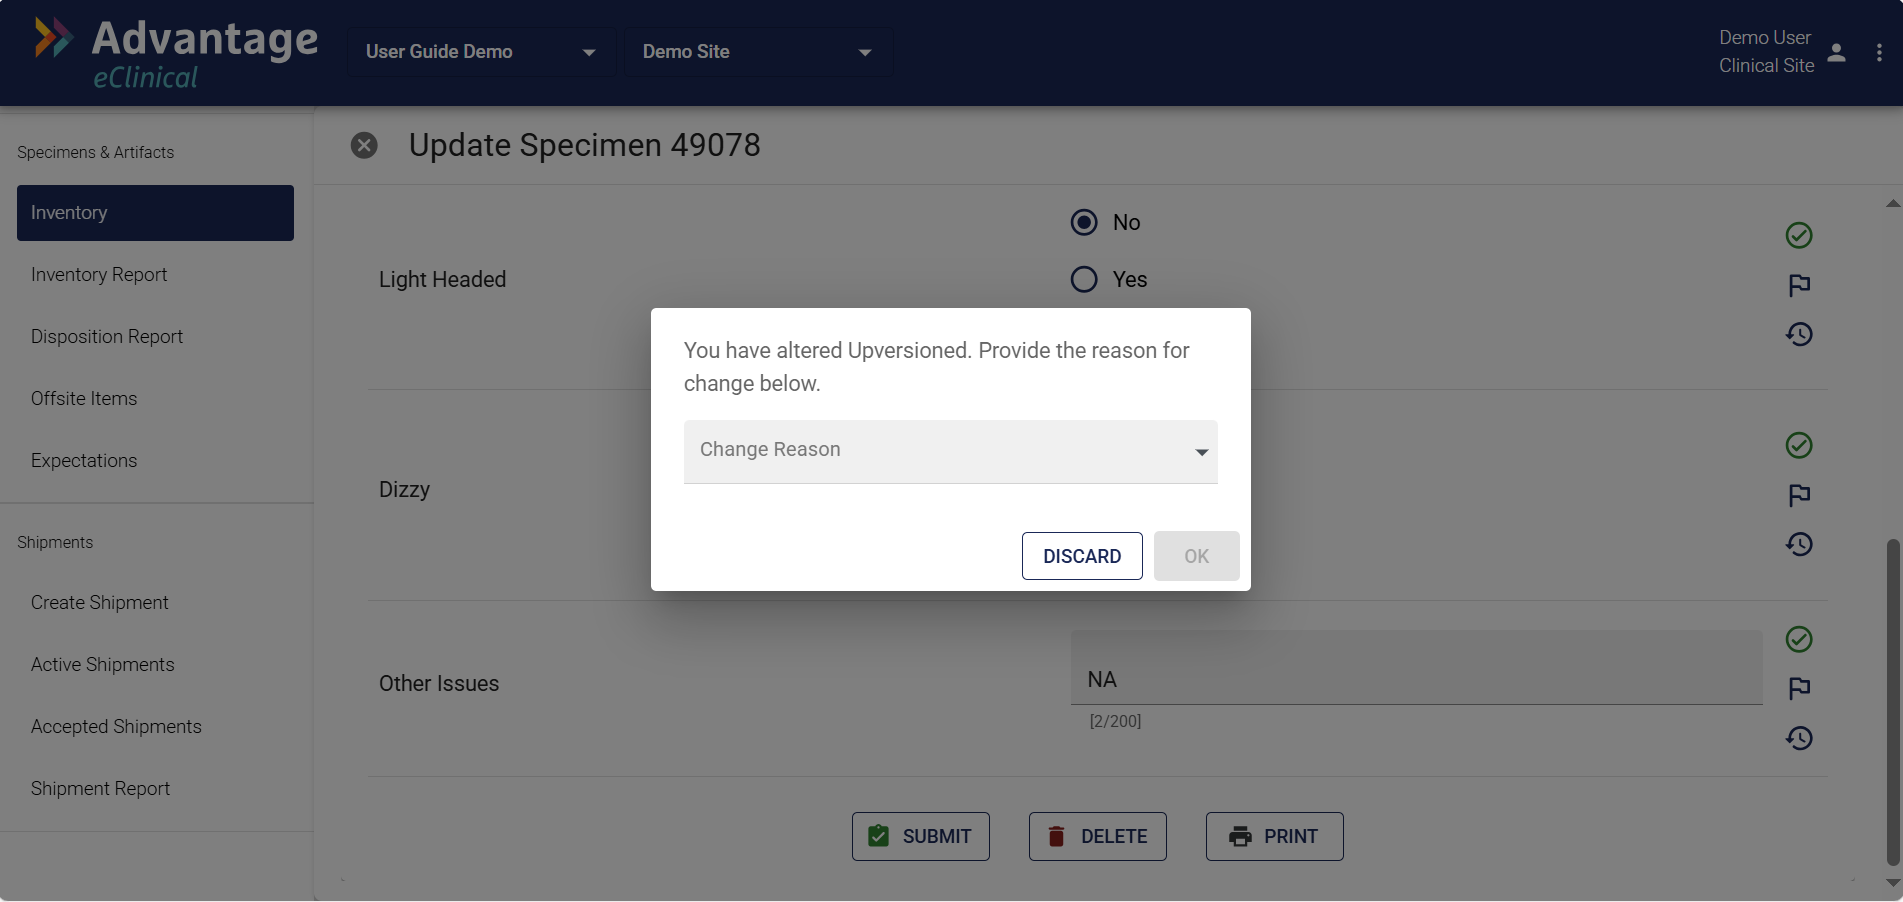 Advantage
eClinical
User Guide Demo
Demo Site
Demo User
Clinical Site
Specimens & Artifacts
Inventory
Inventory Report
Disposition Report
Offsite Items
Expectations
Shipments
Create Shipment
Active Shipments
Accepted Shipments
Shipment Report
Update Specimen 49078
No
Light Headed
Yes
You have altered Upversioned. Provide the reason for
change below.
Change Reason
DISCARD
OK
Dizzy
Other Issues
NA
[2/200]
SUBMIT
DELETE
PRINT